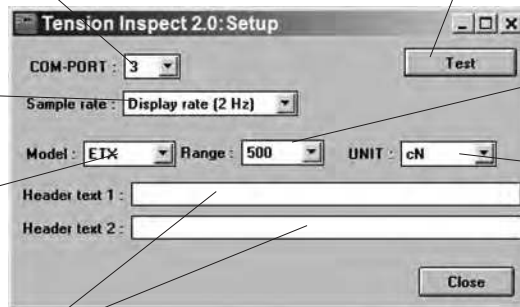 Tension Inspect 2.0:Setup
COM-PORT : 3 Test
Sample rate : Display rate (2 Hz)
Model : ETX Range : 500 UNIT : cN
Header text 1 :
Header text 2 :
Close